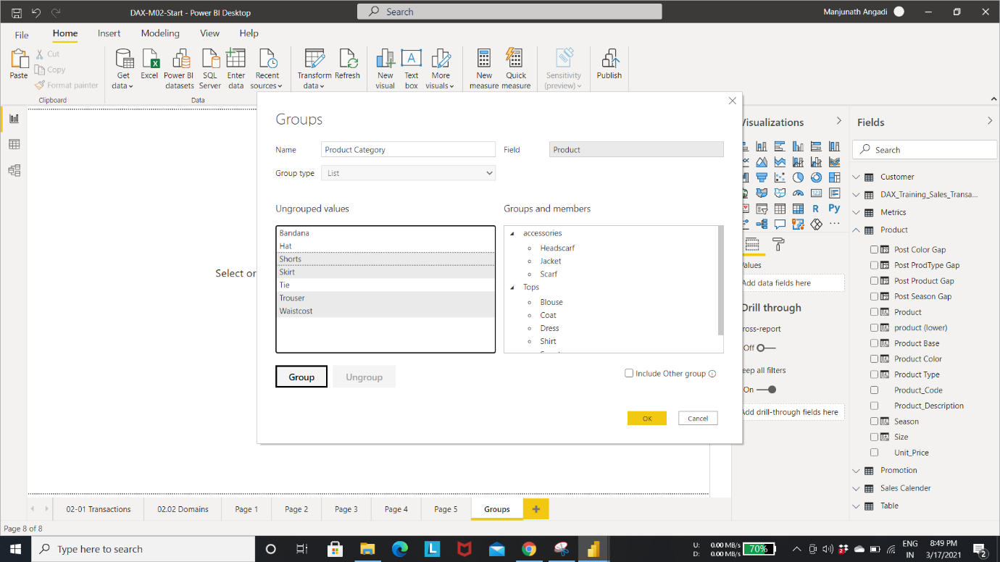 DAX-M02-Start - Power BI Desktop
Search
Manjunath Angadi
File
Home
Insert
Modeling
View
Help
Paste
Cut
Copy
Format painter
Clipboard
Get data
Excel
Power BI datasets
SQL Server
Enter data
Recent sources
Data
Transform data
Refresh
New visual
Text box
More visuals
New measure
Quick measure
Sensitivity (preview)
Publish
Select or
Groups
Name
Product Category
Field
Product
Group type
List
Ungrouped values
Bandana
Hat
Shorts
Skirt
Tie
Trouser
Waistcost
Groups and members
accessories
Headscarf
Jacket
Scarf
Tops
Blouse
Coat
Dress
Shirt
Group
Ungroup
Include Other group
OK
Cancel
Visualizations
123
R
Py
Values
Add data fields here
Drill through
ross-report
Off
eep all filters
On
Add drill-through fields here
Fields
Search
Customer
DAX_Training_Sales_Transa...
Metrics
Product
Post Color Gap
Post ProdType Gap
Post Product Gap
Post Season Gap
Product
product (lower)
Product Base
Product Color
Product Type
Product_Code
Product_Description
Season
Size
Unit_Price
Promotion
Sales Calender
Table
02-01 Transactions
02.02 Domains
Page 1
Page 2
Page 3
Page 4
Page 5
Groups
+
Page 8 of 8
Type here to search
L
U: 0.00 MB/s
D: 0.00 MB/s
70%
2
ENG
IN
8:49 PM
3/17/2021
2